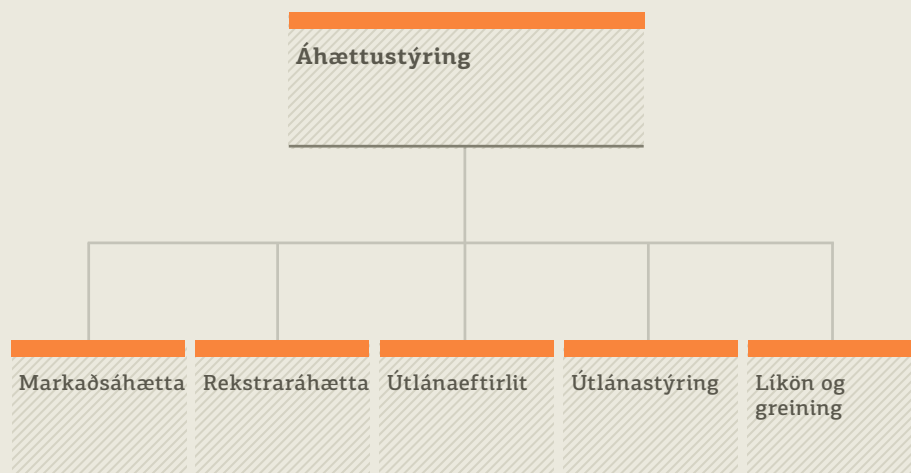 Áhættustýring
Markaðsáhætta
Rekstraráhætta
Útlánaeftirlit
Útlánastýring
Líkön og
greining